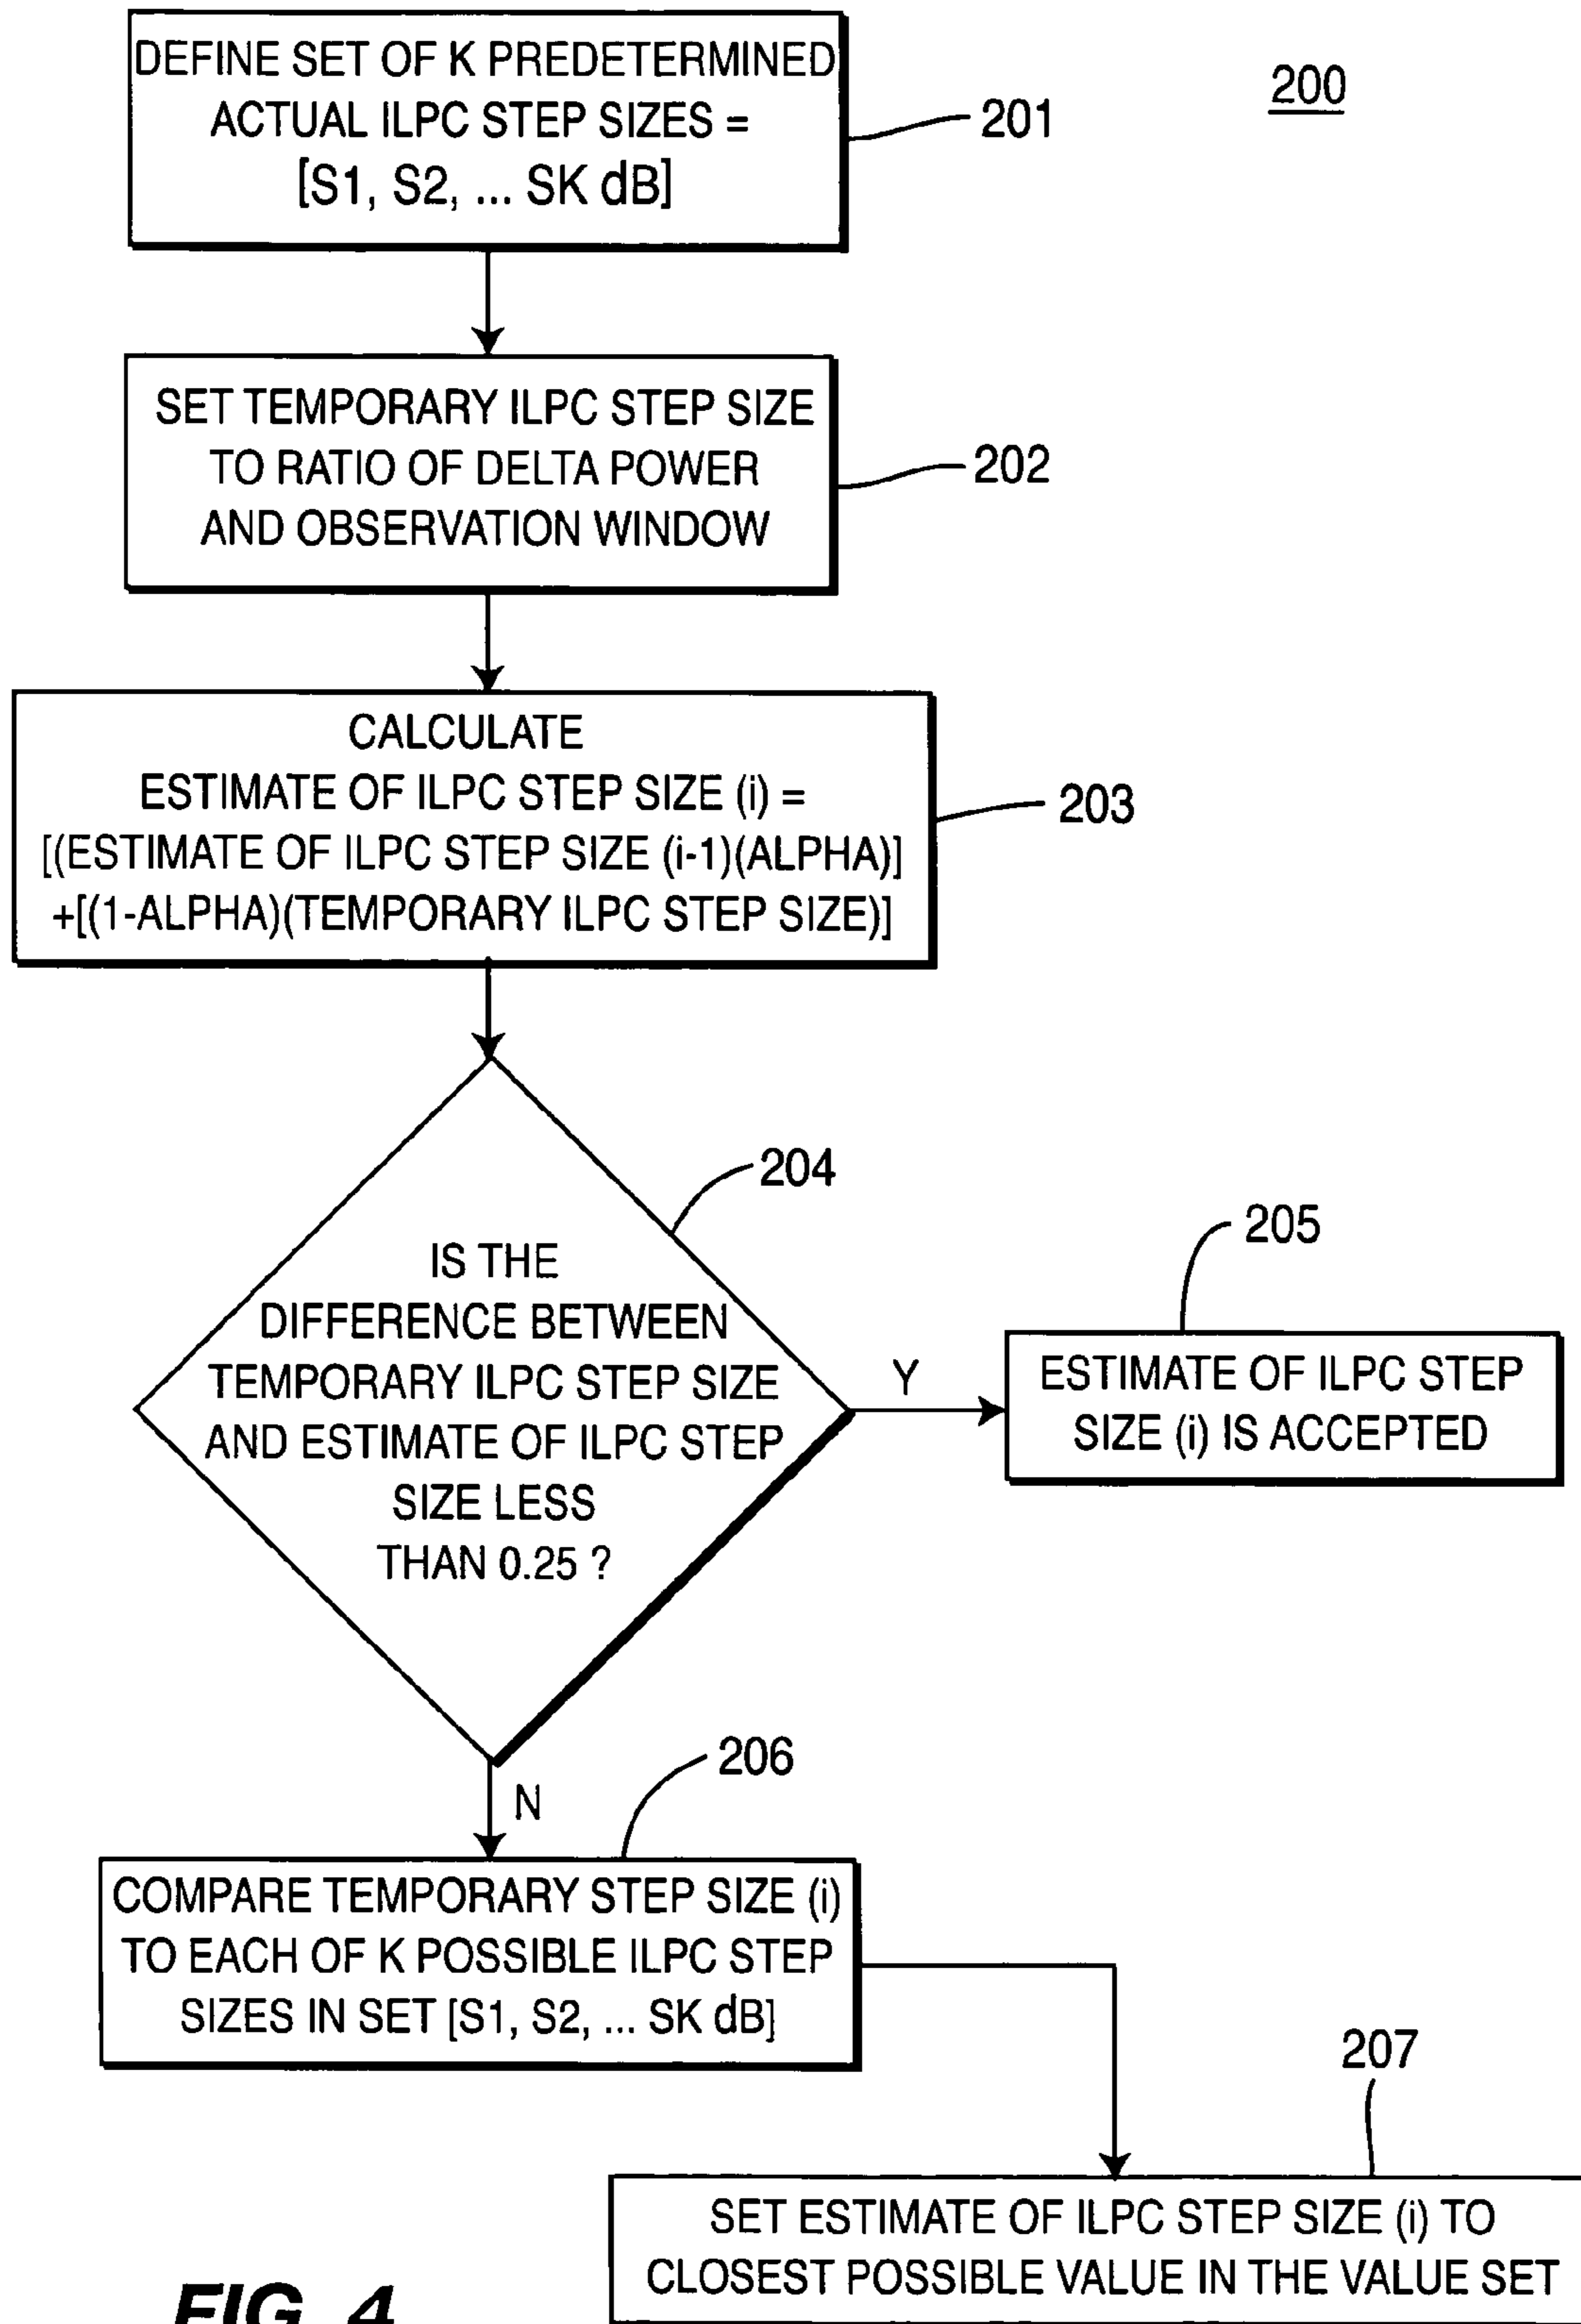 DEFINE SET OF K PREDETERMINED
ACTUAL ILPC STEP SIZES =
[S1, S2, ... SK dB]
200
201
SET TEMPORARY ILPC STEP SIZE
TO RATIO OF DELTA POWER
AND OBSERVATION WINDOW
202
CALCULATE
ESTIMATE OF ILPC STEP SIZE (i) =
[(ESTIMATE OF ILPC STEP SIZE (i-1)(ALPHA)]
+[(1-ALPHA)(TEMPORARY ILPC STEP SIZE)]
203
204
IS THE
DIFFERENCE BETWEEN
TEMPORARY ILPC STEP SIZE
AND ESTIMATE OF ILPC STEP
SIZE LESS
THAN 0.25 ?
Y
205
ESTIMATE OF ILPC STEP
SIZE (i) IS ACCEPTED
N
206
COMPARE TEMPORARY STEP SIZE (i)
TO EACH OF K POSSIBLE ILPC STEP
SIZES IN SET [S1, S2, ... SK dB]
207
SET ESTIMATE OF ILPC STEP SIZE (i) TO
CLOSEST POSSIBLE VALUE IN THE VALUE SET
FIG. 4